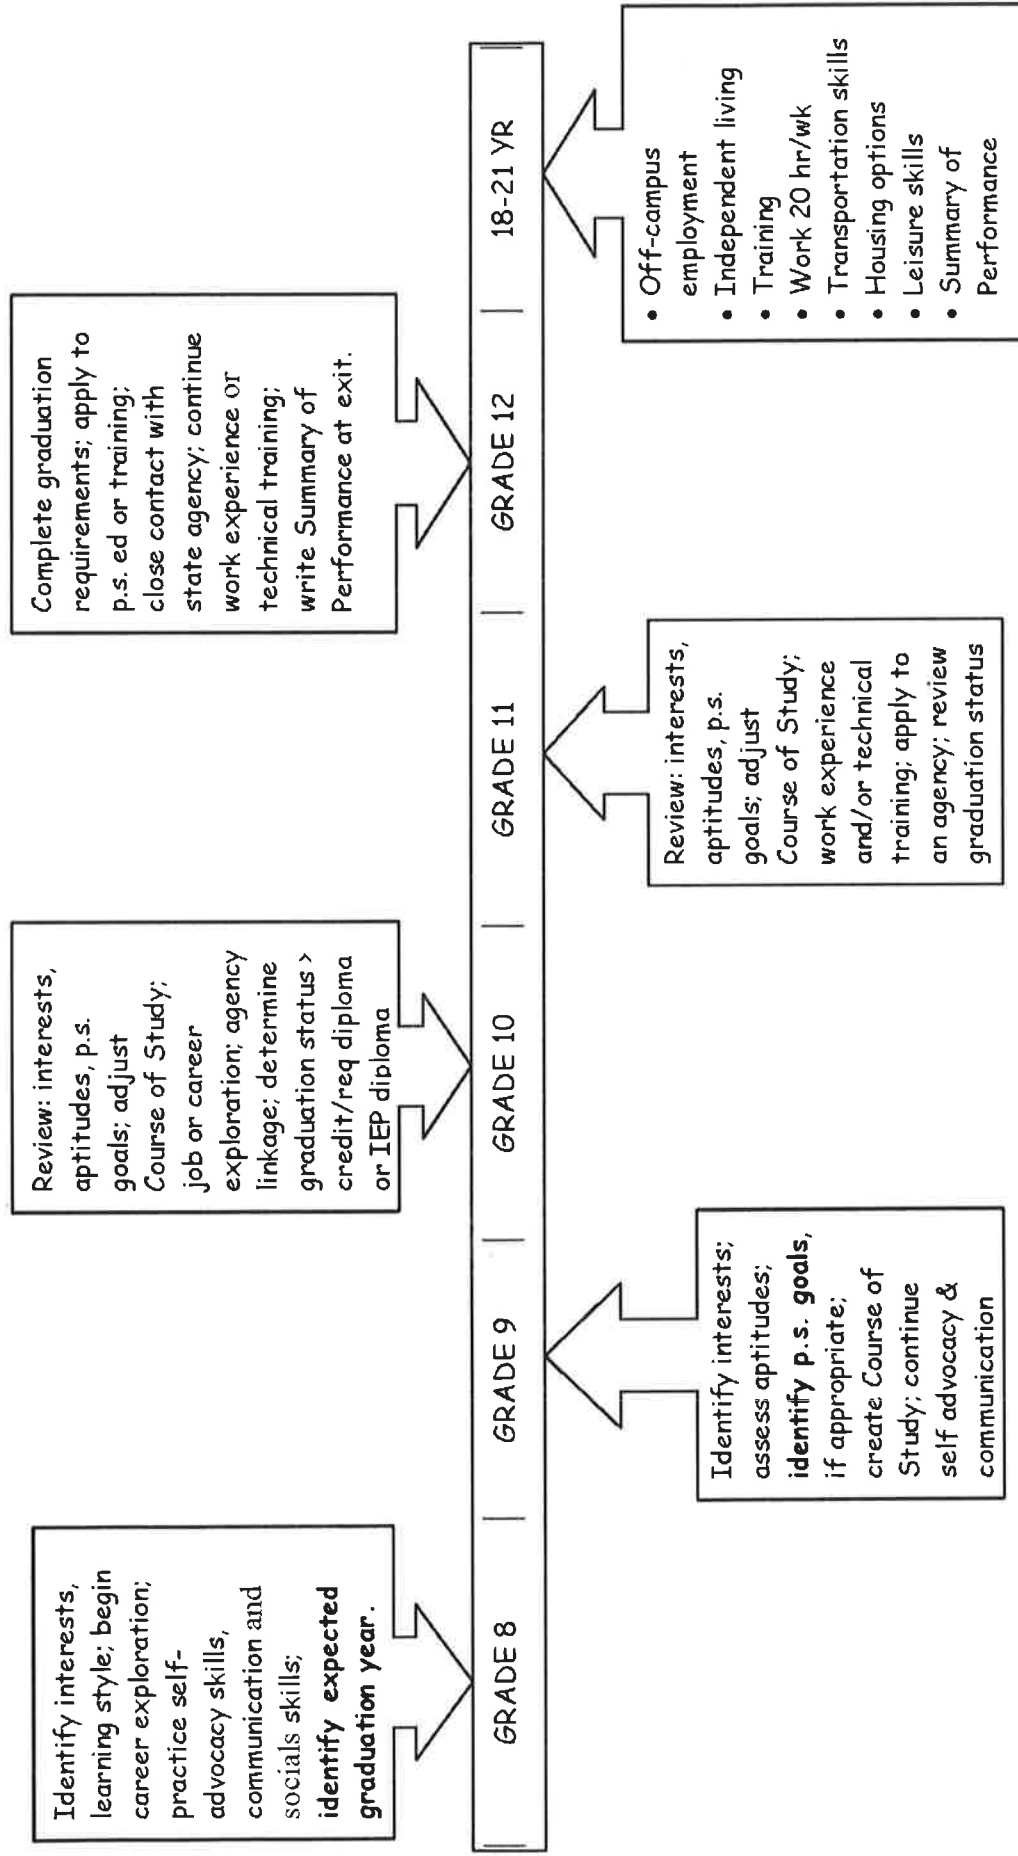 Identify interests,
learning style; begin
career exploration;
practice self-
advocacy skills,
communication and
socials skills;
identify expected
graduation year.
Review: interests,
aptitudes, p.s.
goals; adjust
Course of Study;
job or career
exploration; agency
linkage; determine
graduation status >
credit/req diploma
or IEP diploma
Complete graduation
requirements; apply to
p.s. ed or training;
close contact with
state agency; continue
work experience or
technical training;
write Summary of
Performance at exit.
GRADE 8 | GRADE 9 | GRADE 10 | GRADE 11 | GRADE 12 | 18-21 YR
Identify interests;
assess aptitudes;
identify p.s. goals,
if appropriate;
create Course of
Study; continue
self advocacy &
communication
Review: interests,
aptitudes, p.s.
goals; adjust
Course of Study;
work experience
and/or technical
training; apply to
an agency; review
graduation status
• Off-campus
employment
• Independent living
• Training
• Work 20 hr/wk
• Transportation skills
• Housing options
• Leisure skills
• Summary of
Performance